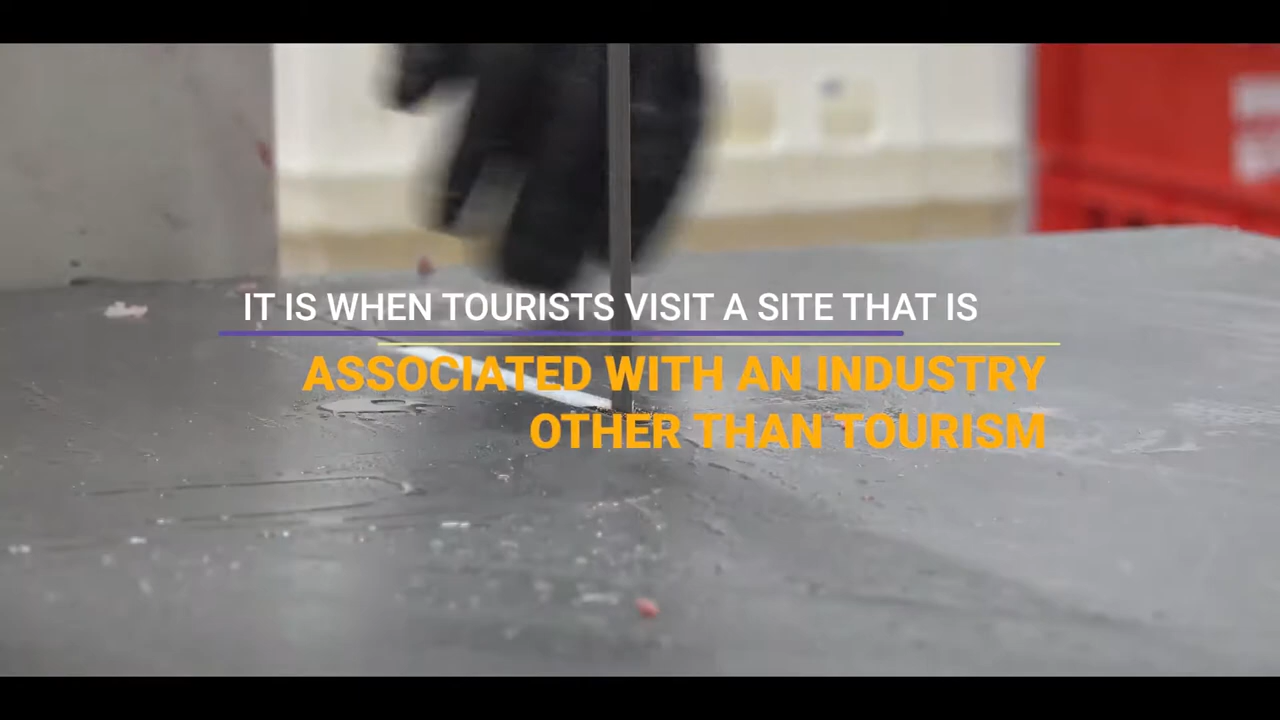 IT IS WHEN TOURISTS VISIT A SITE THAT IS
ASSOCIATED WITH AN INDUSTRY
OTHER THAN TOURISM